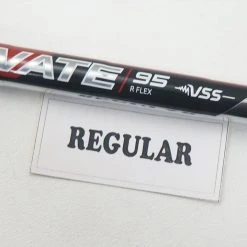 VATE 95
R FLEX
VSS
REGULAR